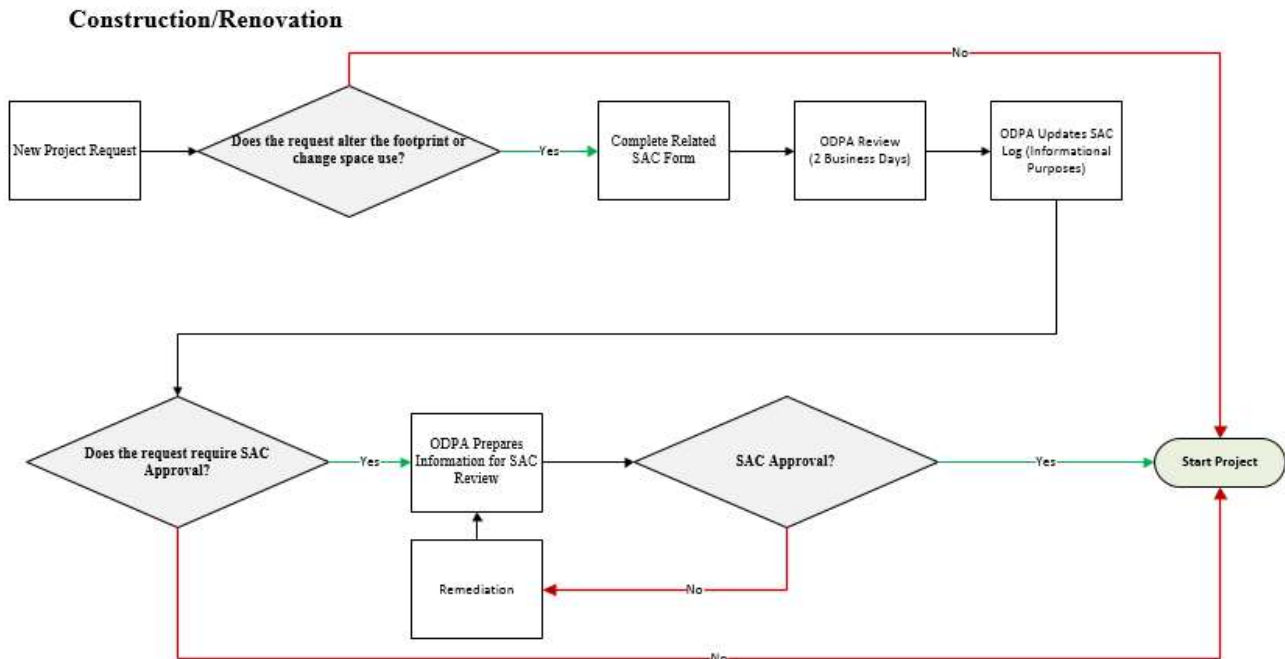 Construction/Renovation
No
New Project Request
Does the request alter the footprint or
change space use?
Yes
Complete Related
SAC Form
ODPA Review
(2 Business Days)
ODPA Updates SAC
Log (Informational
Purposes)
Does the request require SAC
Approval?
Yes
ODPA Prepares
Information for SAC
Review
SAC Approval?
Yes
Start Project
Remediation
No
No